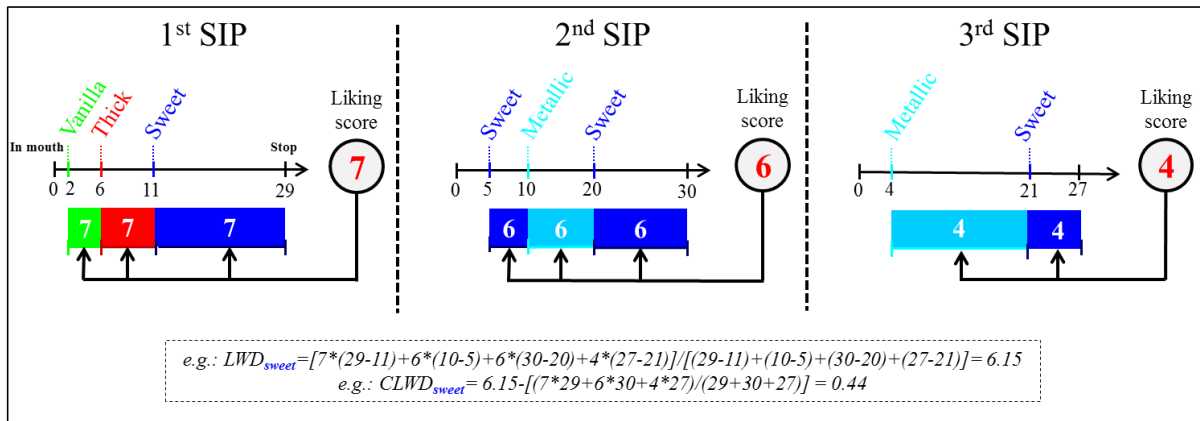 1st SIP
2nd SIP
3rd SIP
Vanilla
Thick
Sweet
Liking
score
In mouth
Stop
7
0 2 6 11 29
7 7 7
Sweet
Metallic
Sweet
Liking
score
6
0 5 10 20 30
6 6 6
Metallic
Sweet
Liking
score
4
0 4 21 27
4 4
e.g.: LWDsweet=[7*(29-11)+6*(10-5)+6*(30-20)+4*(27-21)]/[(29-11)+(10-5)+(30-20)+(27-21)]= 6.15
e.g.: CLWDsweet= 6.15-[(7*29+6*30+4*27)/(29+30+27)] = 0.44